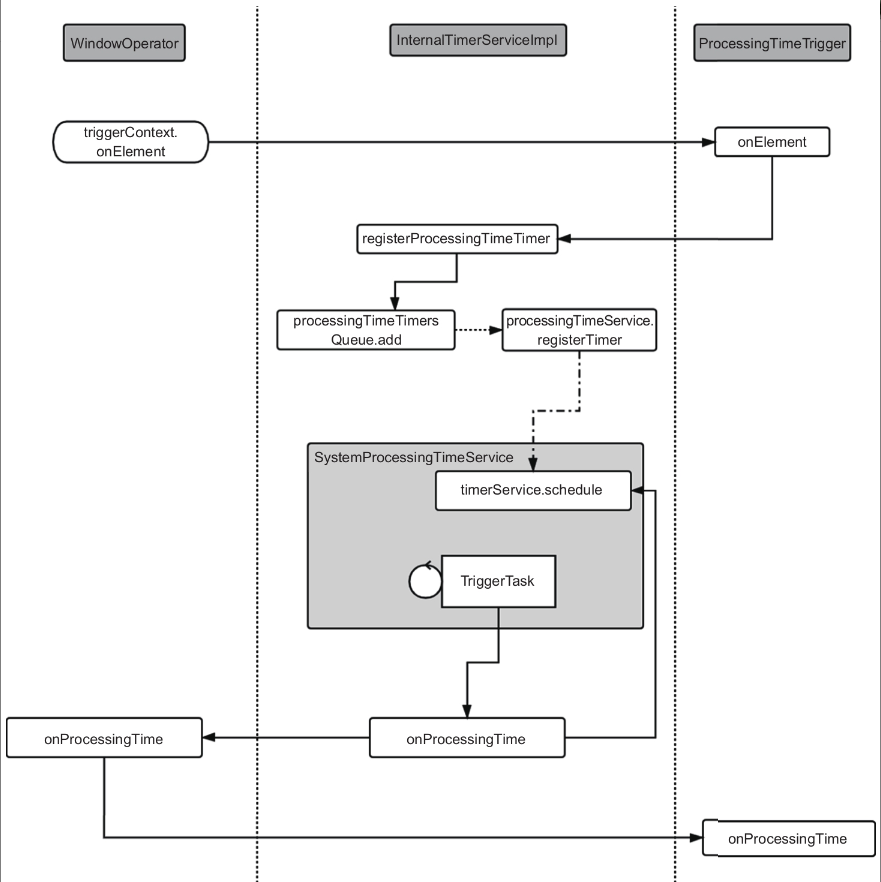 WindowOperator
InternalTimerServiceImpl
ProcessingTimeTrigger
triggerContext.
onElement
onElement
registerProcessingTimeTimer
processingTimeTimers
Queue.add
processingTimeService.
registerTimer
SystemProcessingTimeService
timerService.schedule
TriggerTask
onProcessingTime
onProcessingTime
onProcessingTime